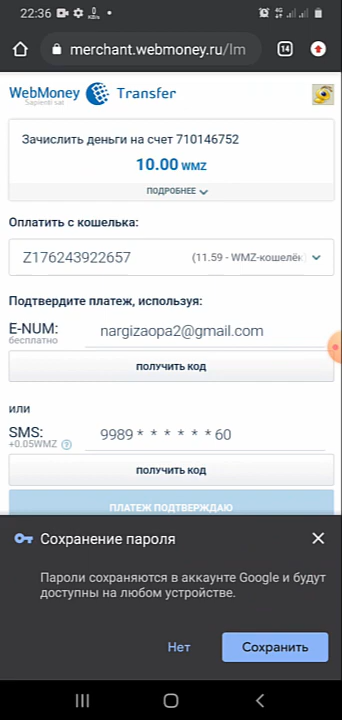 22:36
0
KB/s
4G
merchant.webmoney.ru/lm
14
WebMoney Transfer
Sapienti sat
Зачислить деньги на счет 710146752
10.00 WMZ
ПОДРОБНЕЕ
Оплатить с кошелька:
Z176243922657 (11.59 - WMZ-кошелёк
Подтвердите платеж, используя:
E-NUM: nargizaopa2@gmail.com
бесплатно
ПОЛУЧИТЬ КОД
или
SMS: 9989 * * * * * * 60
+0.05WMZ ?
ПОЛУЧИТЬ КОД
ПЛАТЕЖ ПОДТВЕРЖДАЮ
Сохранение пароля
Пароли сохраняются в аккаунте Google и будут
доступны на любом устройстве.
Нет Сохранить